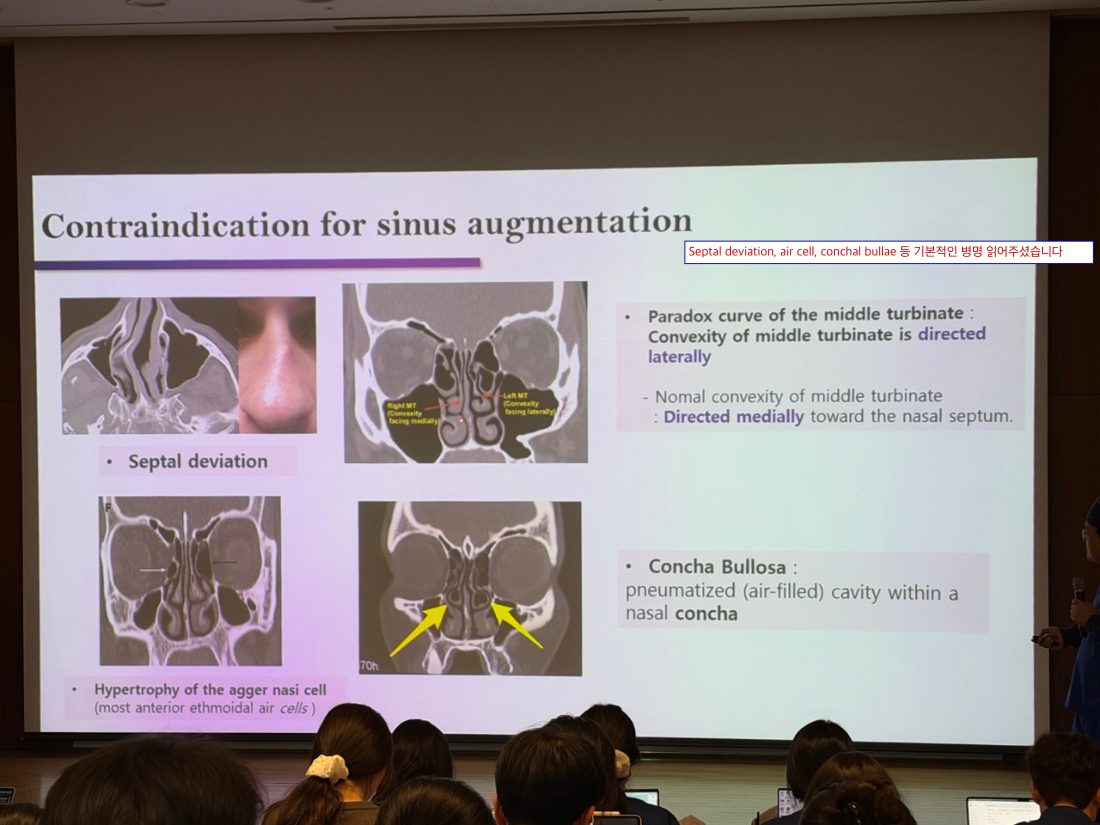 Contraindication for sinus augmentation
Septal deviation, air cell, conchal bullae 등 기본적인 병명 읽어주셨습니다
• Septal deviation
Right MT
(Convexity
facing medially)
Left MT
(Convexity
facing laterally)
• Paradox curve of the middle turbinate :
Convexity of middle turbinate is directed
laterally
- Nomal convexity of middle turbinate
: Directed medially toward the nasal septum.
F
• Hypertrophy of the agger nasi cell
(most anterior ethmoidal air cells )
70h
• Concha Bullosa :
pneumatized (air-filled) cavity within a
nasal concha